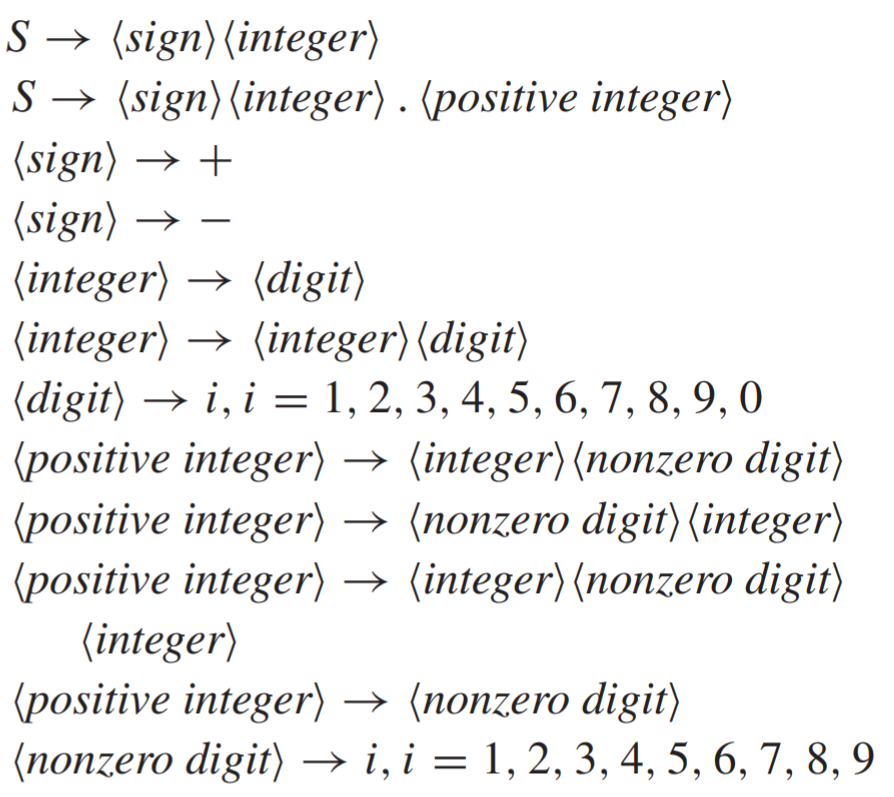 S → ⟨sign⟩⟨integer⟩
S → ⟨sign⟩⟨integer⟩ . ⟨positive integer⟩
⟨sign⟩ → +
⟨sign⟩ → −
⟨integer⟩ → ⟨digit⟩
⟨integer⟩ → ⟨integer⟩⟨digit⟩
⟨digit⟩ → i, i = 1, 2, 3, 4, 5, 6, 7, 8, 9, 0
⟨positive integer⟩ → ⟨integer⟩⟨nonzero digit⟩
⟨positive integer⟩ → ⟨nonzero digit⟩⟨integer⟩
⟨positive integer⟩ → ⟨integer⟩⟨nonzero digit⟩
⟨integer⟩
⟨positive integer⟩ → ⟨nonzero digit⟩
⟨nonzero digit⟩ → i, i = 1, 2, 3, 4, 5, 6, 7, 8, 9